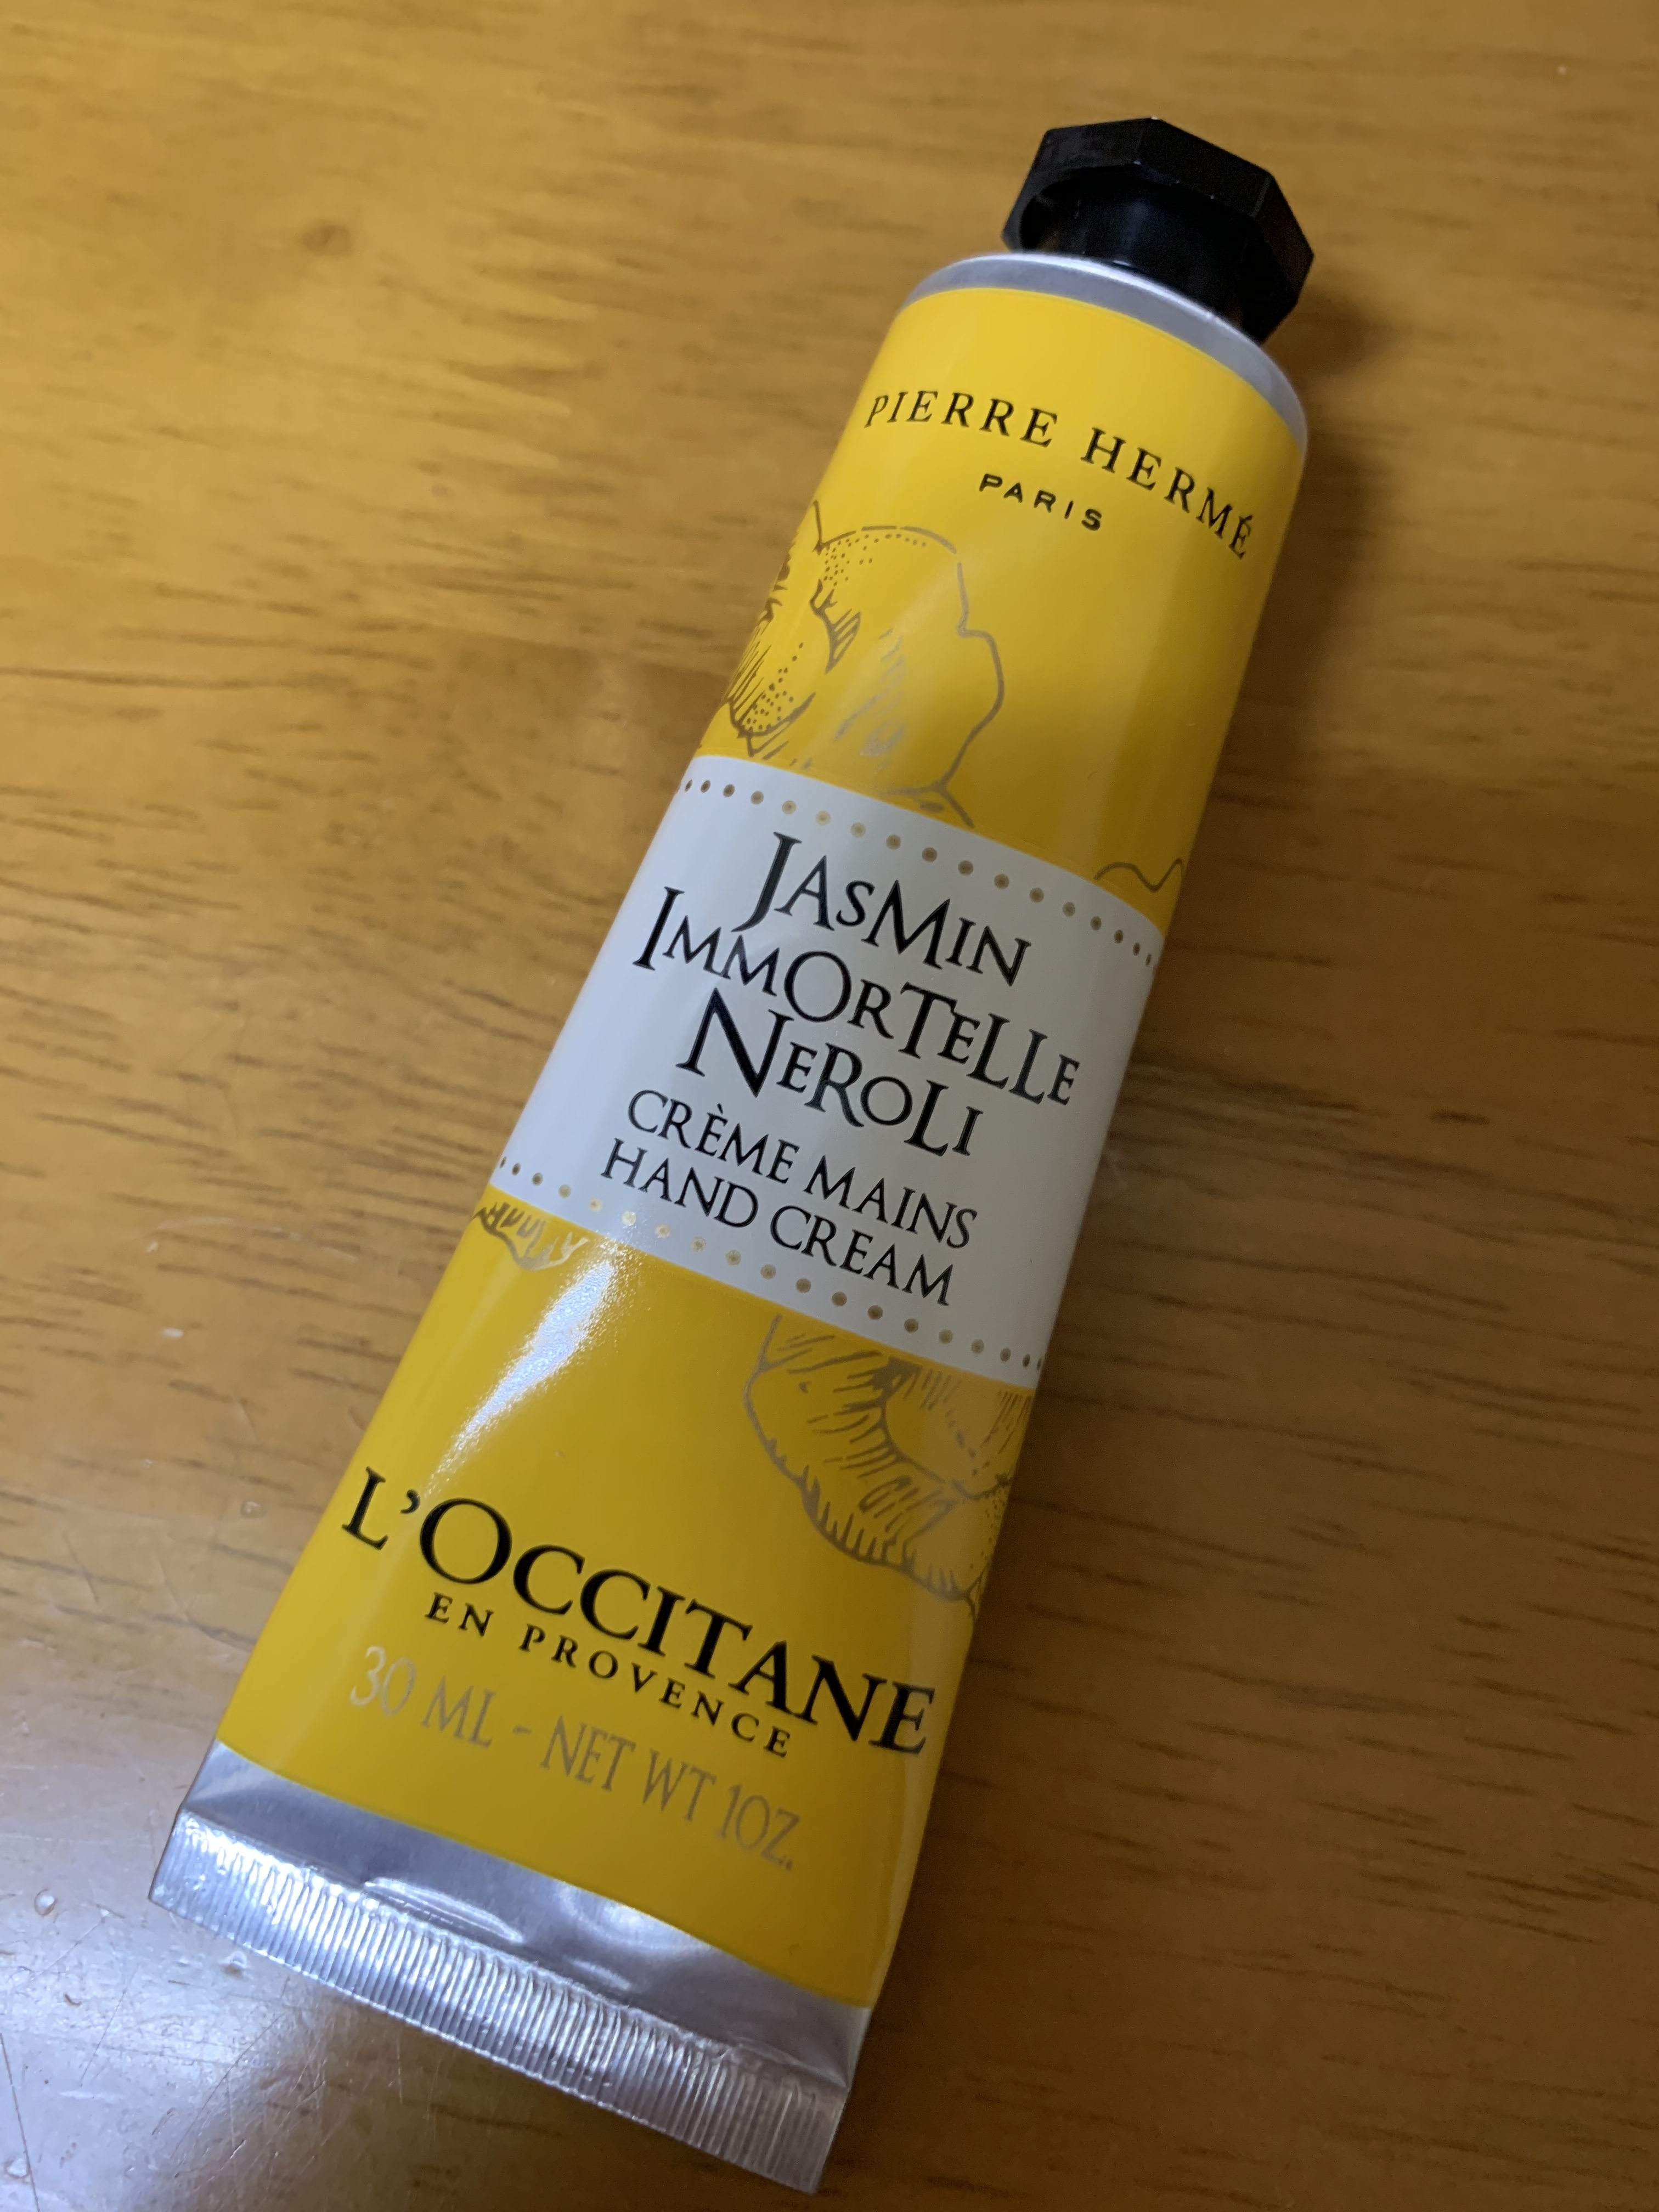 PIERRE HERMÉ
PARIS
JASMIN
IMMORTELLE
NEROLI
CRÈME MAINS
HAND CREAM
L'OCCITANE
EN PROVENCE
30 ML - NET WT 1OZ.